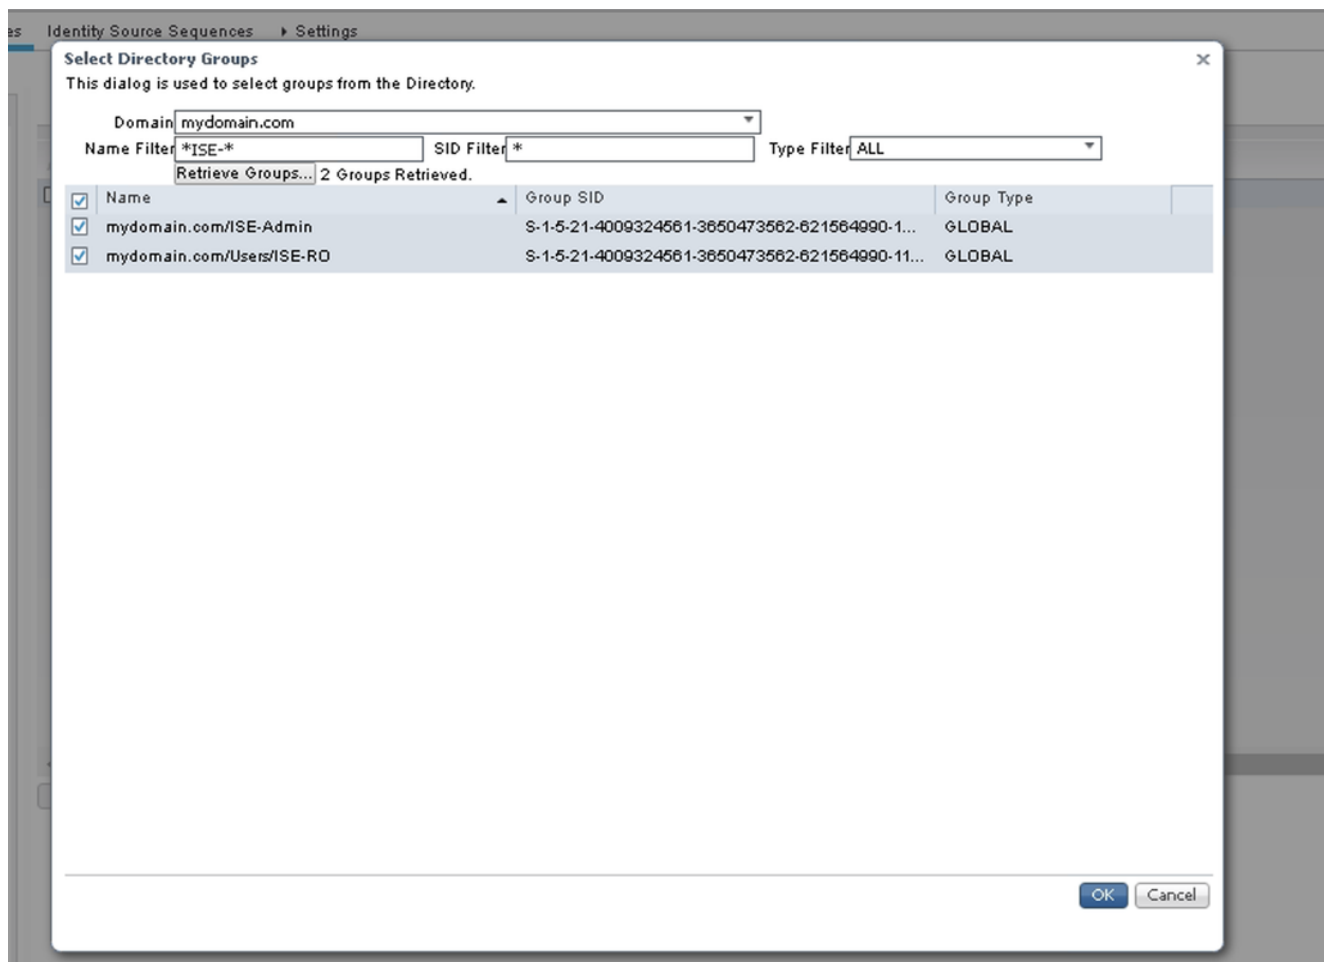 es Identity Source Sequences Settings
Select Directory Groups
This dialog is used to select groups from the Directory.
Domain mydomain.com
Name Filter *ISE-* SID Filter * Type Filter ALL
Retrieve Groups... 2 Groups Retrieved.
Name Group SID Group Type
mydomain.com/ISE-Admin S-1-5-21-4009324561-3650473562-621564990-1... GLOBAL
mydomain.com/Users/ISE-RO S-1-5-21-4009324561-3650473562-621564990-11... GLOBAL
OK Cancel